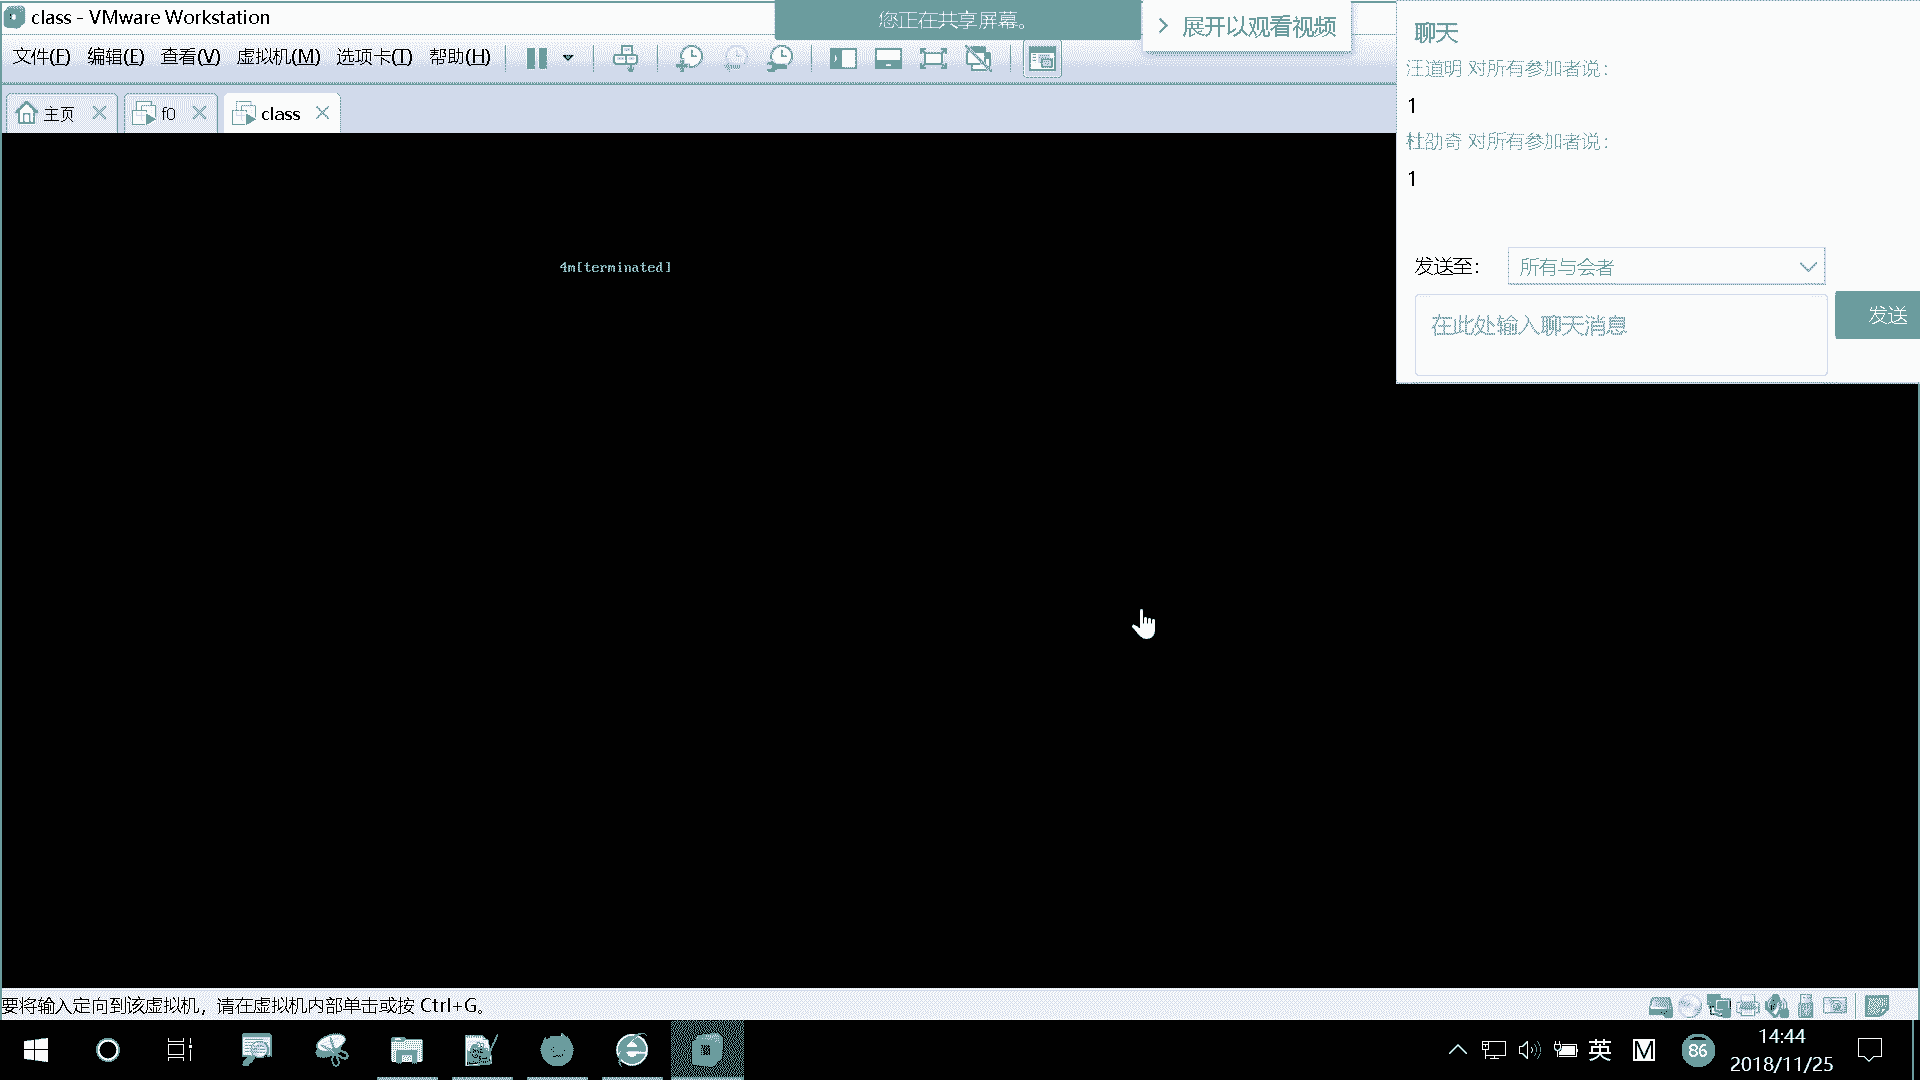 class - VMware Workstation
您正在共享屏幕。
展开以观看视频
文件(F) 编辑(E) 查看(V) 虚拟机(M) 选项卡(T) 帮助(H)
主页 f0 class
4m[terminated]
聊天
汪道明 对所有参加者说：
1
杜劭奇 对所有参加者说：
1
发送至： 所有与会者
在此处输入聊天消息
发送
要将输入定向到该虚拟机，请在虚拟机内部单击或按 Ctrl+G。
英 M 86
14:44
2018/11/25